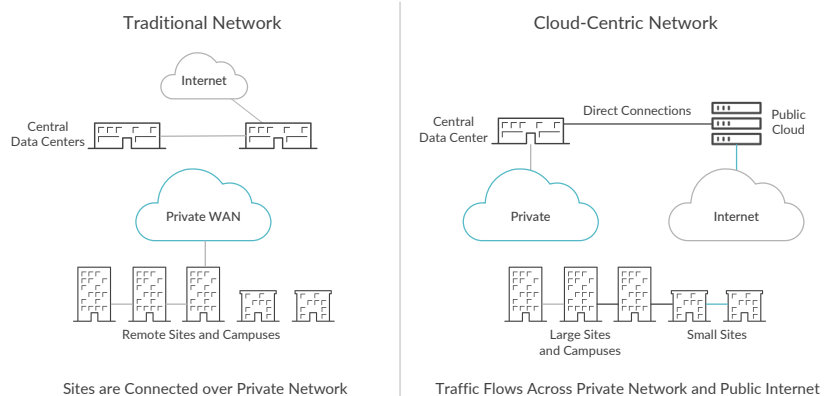 Traditional Network
Internet
Central
Data Centers
Private WAN
Remote Sites and Campuses
Sites are Connected over Private Network
Cloud-Centric Network
Central
Data Center
Direct Connections
Public
Cloud
Private
Internet
Large Sites
and Campuses
Small Sites
Traffic Flows Across Private Network and Public Internet